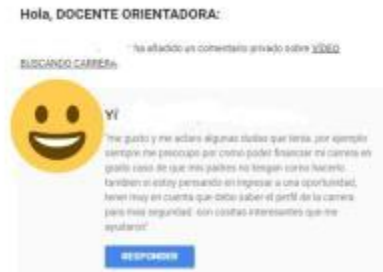 Hola, DOCENTE ORIENTADORA:
ha añadido un comentario privado sobre VÍDEO
BUSCANDO CARRERA
Yi
"me gusto y me aclaro algunas dudas que tenia, por ejemplo
siempre me preocupo por como poder financiar mi carrera en
grado caso de que mis padres no tengan como hacerlo
tambien si estoy pensando en ingresar a una oportunidad,
tener muy en cuenta que debo saber el perfil de la carrera
para mas seguridad. son cositas interesantes que me
ayudaron"
RESPONDER